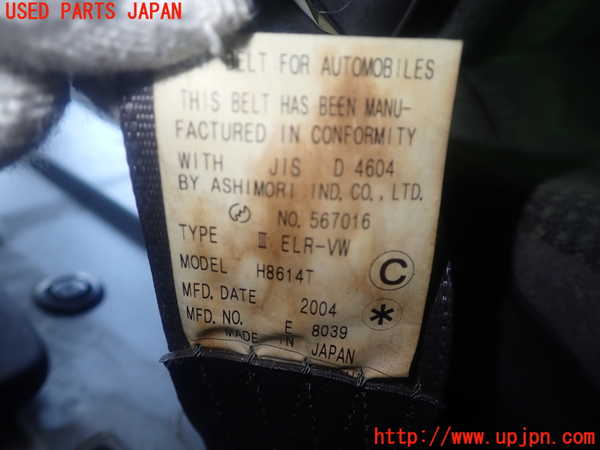 USED PARTS JAPAN
BELT FOR AUTOMOBILES
THIS BELT HAS BEEN MANU-
FACTURED IN CONFORMITY
WITH JIS D 4604
BY ASHIMORI IND. CO., LTD.
NO. 567016
TYPE Ⅲ ELR-VW
MODEL H8614T
C
MFD. DATE 2004
*
MFD. NO. E 8039
MADE IN JAPAN
http://www.upjpn.com/